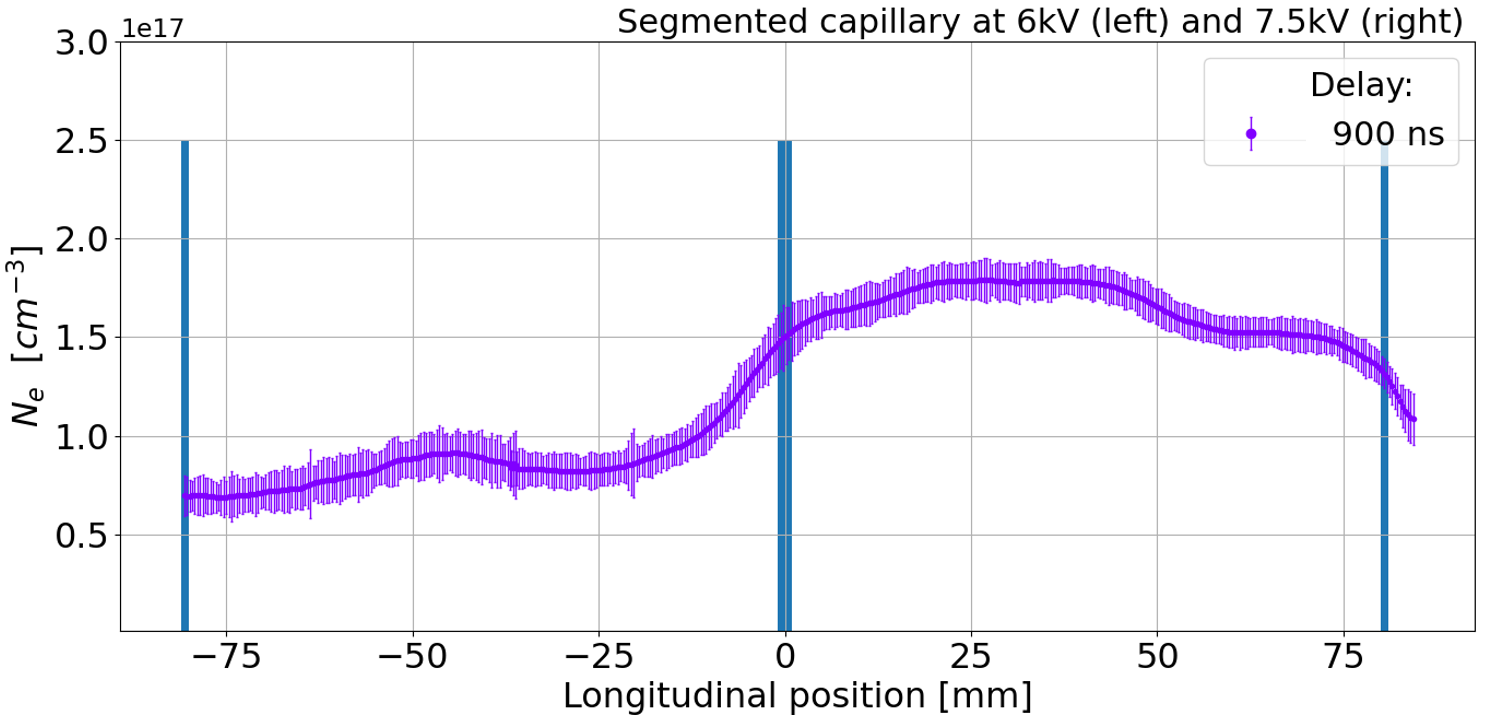 Segmented capillary at 6kV (left) and 7.5kV (right)
1e17
3.0
2.5
2.0
1.5
1.0
0.5
N_e [cm^{-3}]
Delay:
900 ns
−75 −50 −25 0 25 50 75
Longitudinal position [mm]